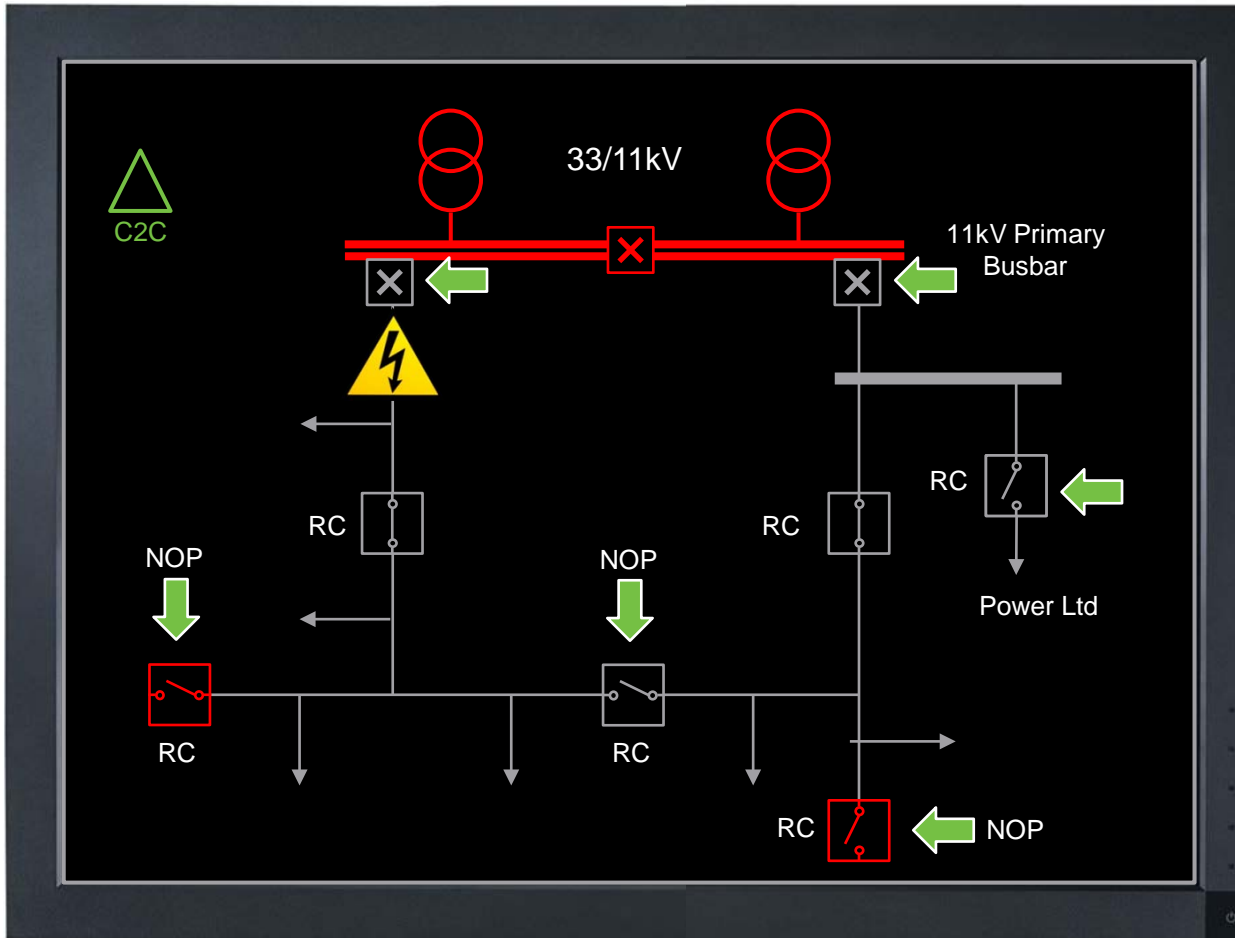 33/11kV
C2C
11kV Primary
Busbar
RC
RC
RC
NOP
NOP
Power Ltd
RC
RC
RC
NOP